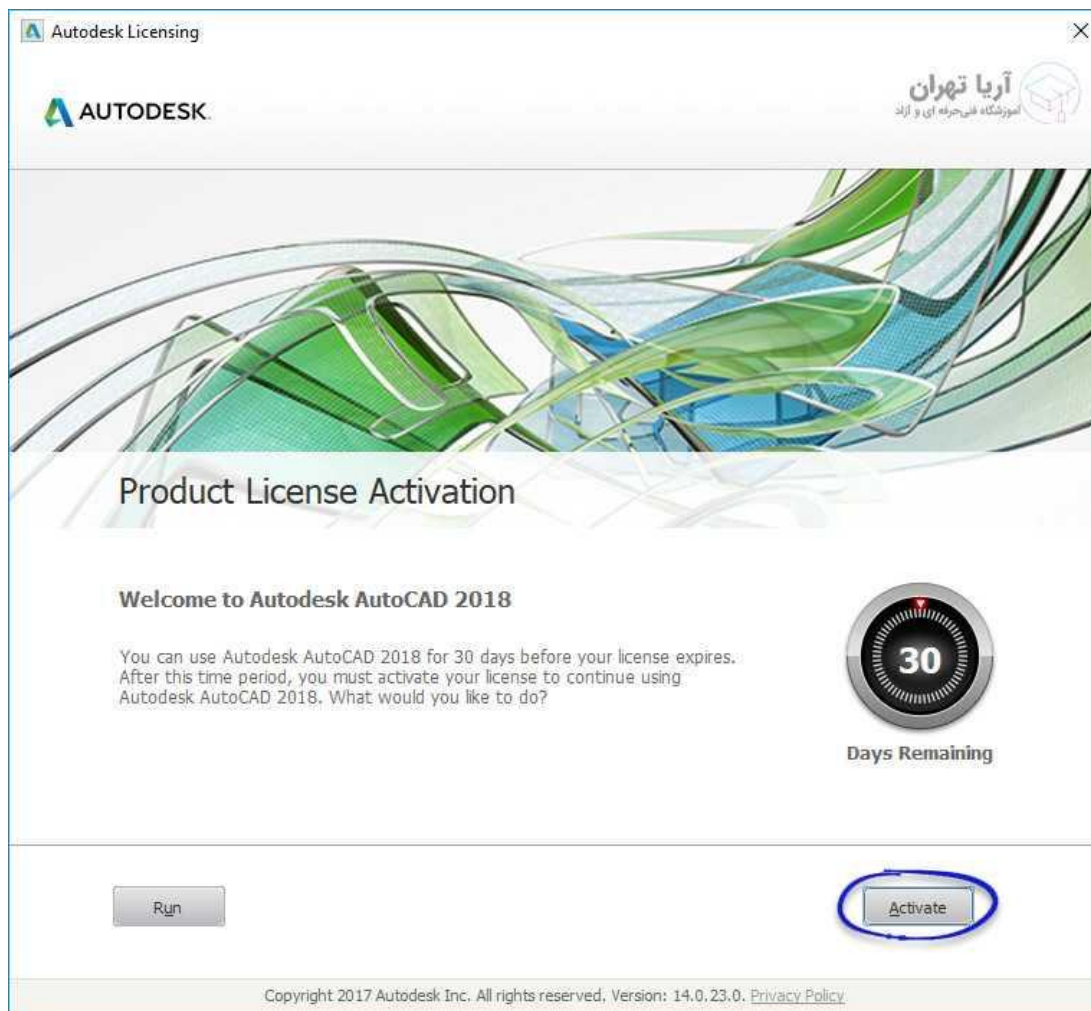 Autodesk Licensing
آریا تهران
آموزشگاه فنی‌حرفه ای و آزاد
AUTODESK.
Product License Activation
Welcome to Autodesk AutoCAD 2018
You can use Autodesk AutoCAD 2018 for 30 days before your license expires.
After this time period, you must activate your license to continue using
Autodesk AutoCAD 2018. What would you like to do?
30
Days Remaining
Run
Activate
Copyright 2017 Autodesk Inc. All rights reserved, Version: 14.0.23.0. Privacy Policy